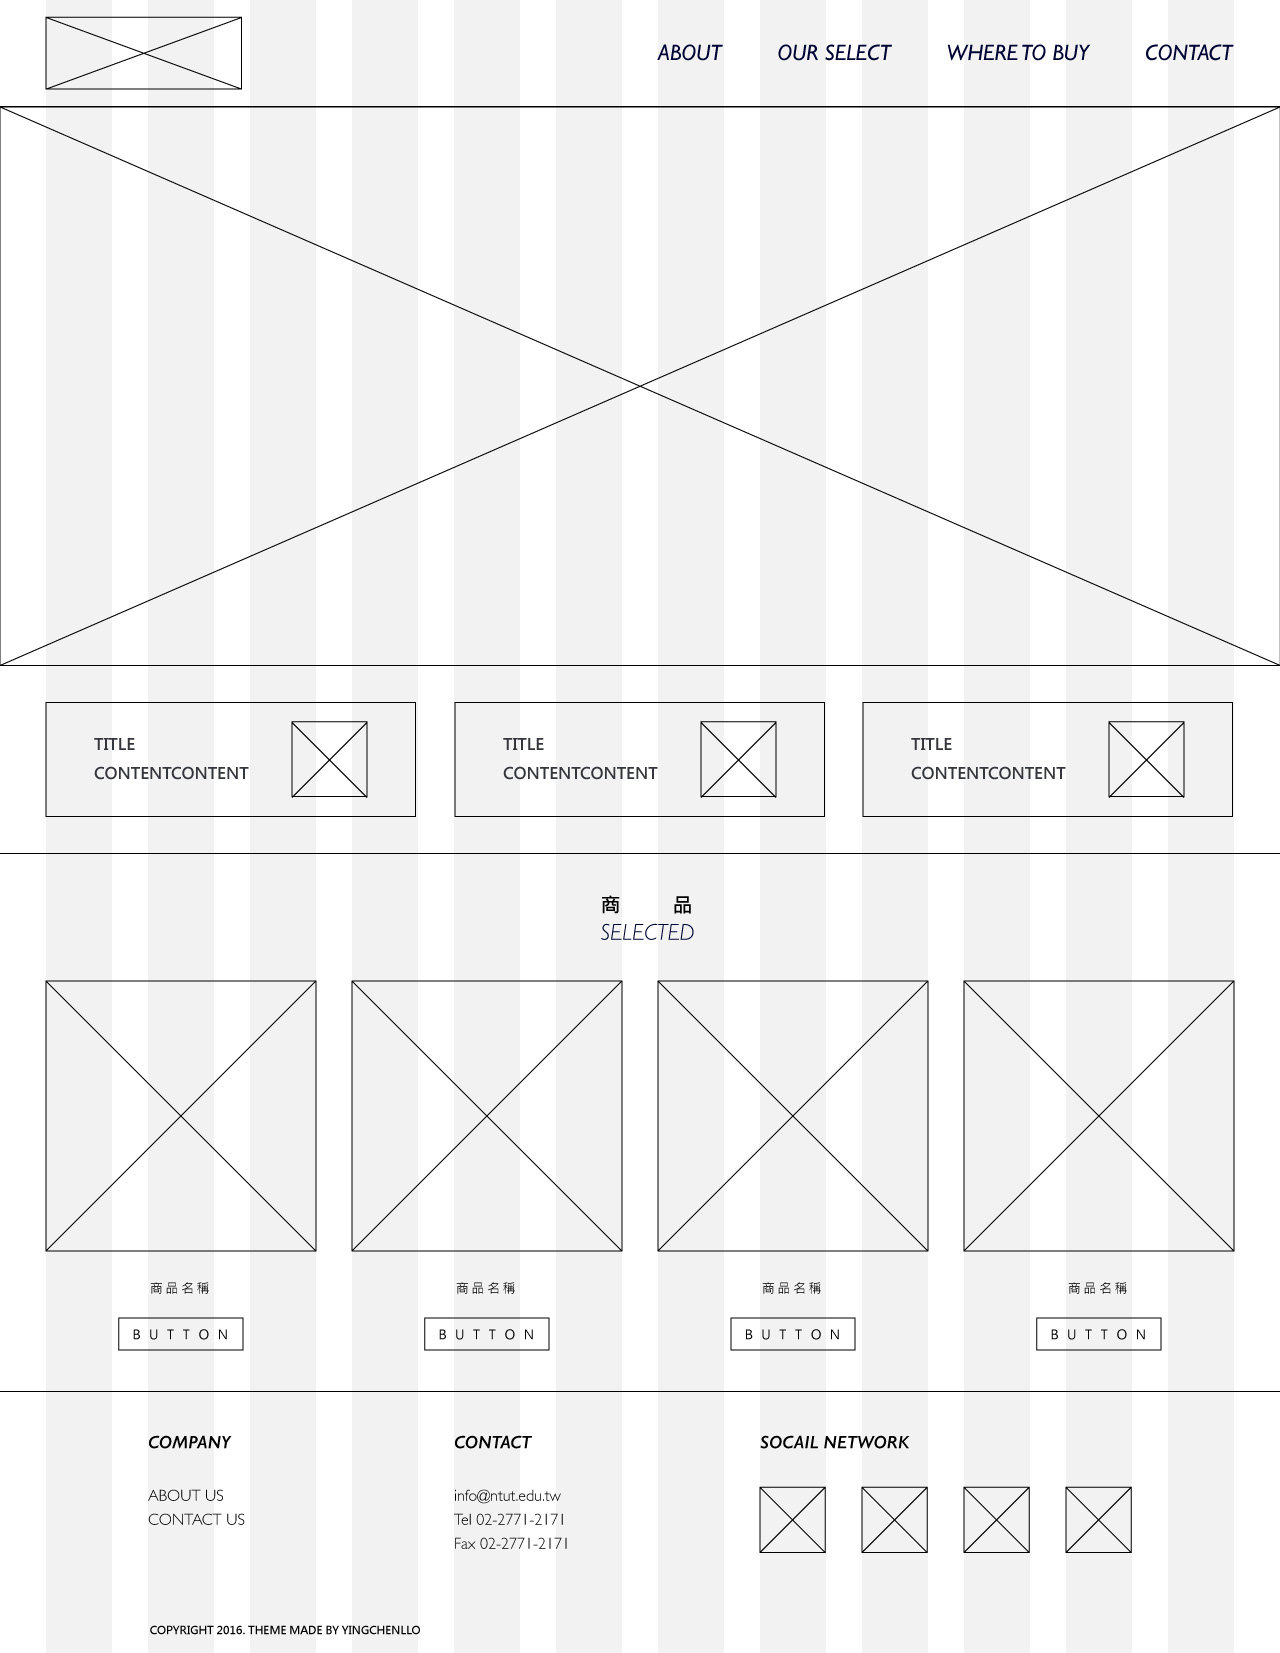 ABOUT OUR SELECT WHERE TO BUY CONTACT
TITLE
CONTENTCONTENT
TITLE
CONTENTCONTENT
TITLE
CONTENTCONTENT
商 品
SELECTED
商品名稱
BUTTON
商品名稱
BUTTON
商品名稱
BUTTON
商品名稱
BUTTON
COMPANY
ABOUT US
CONTACT US
CONTACT
info@ntut.edu.tw
Tel 02-2771-2171
Fax 02-2771-2171
SOCAIL NETWORK
COPYRIGHT 2016. THEME MADE BY YINGCHENLLO